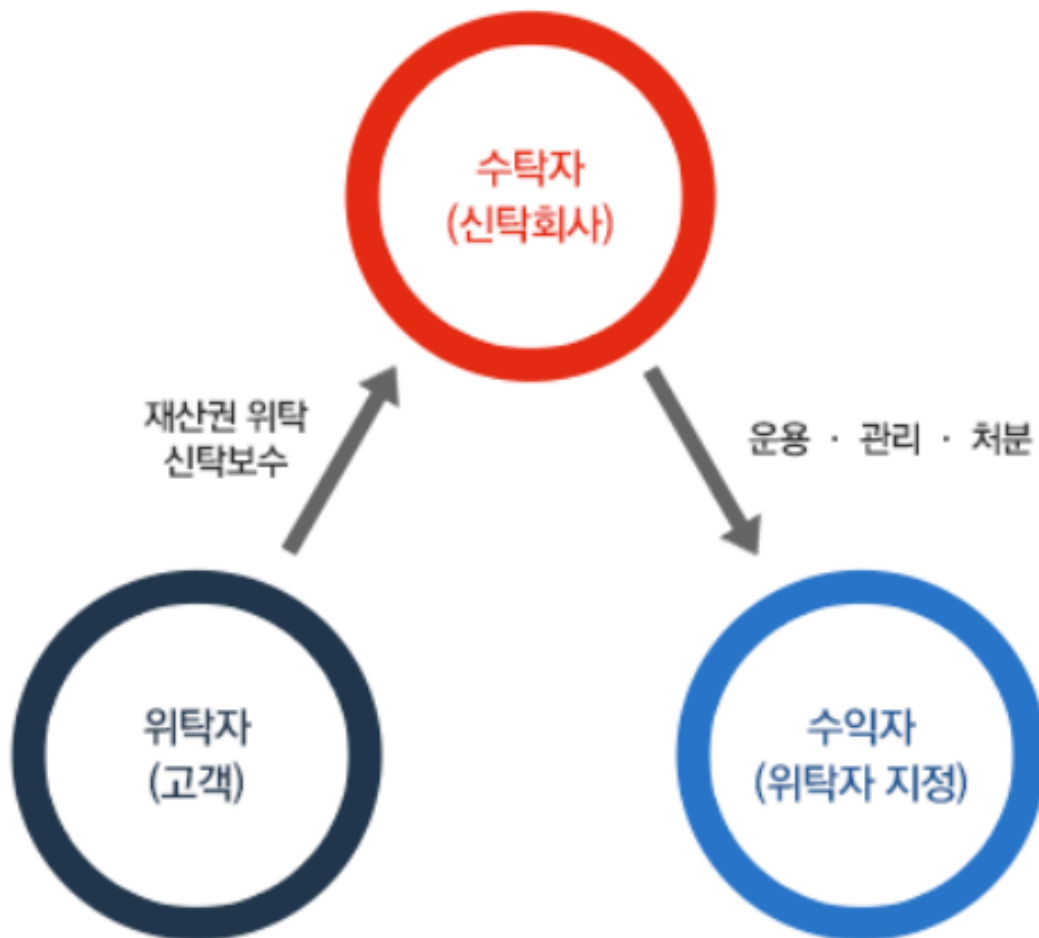 수탁자
(신탁회사)
재산권 위탁
신탁보수
운용 · 관리 · 처분
위탁자
(고객)
수익자
(위탁자 지정)